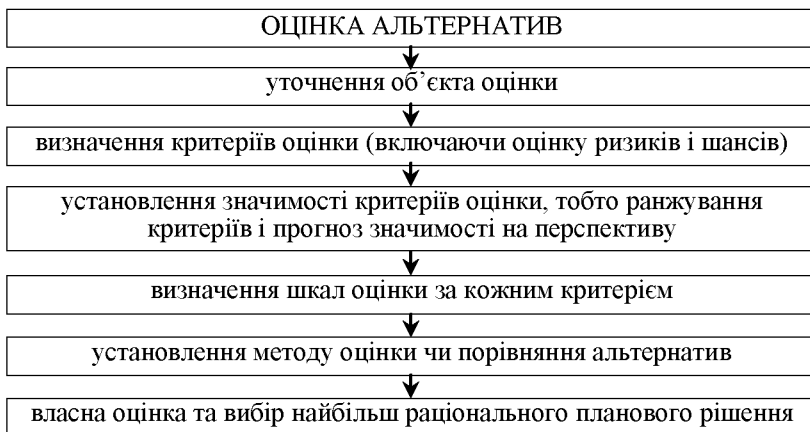 ОЦІНКА АЛЬТЕРНАТИВ
уточнення об’єкта оцінки
визначення критеріїв оцінки (включаючи оцінку ризиків і шансів)
установлення значимості критеріїв оцінки, тобто ранжування
критеріїв і прогноз значимості на перспективу
визначення шкал оцінки за кожним критерієм
установлення методу оцінки чи порівняння альтернатив
власна оцінка та вибір найбільш раціонального планового рішення